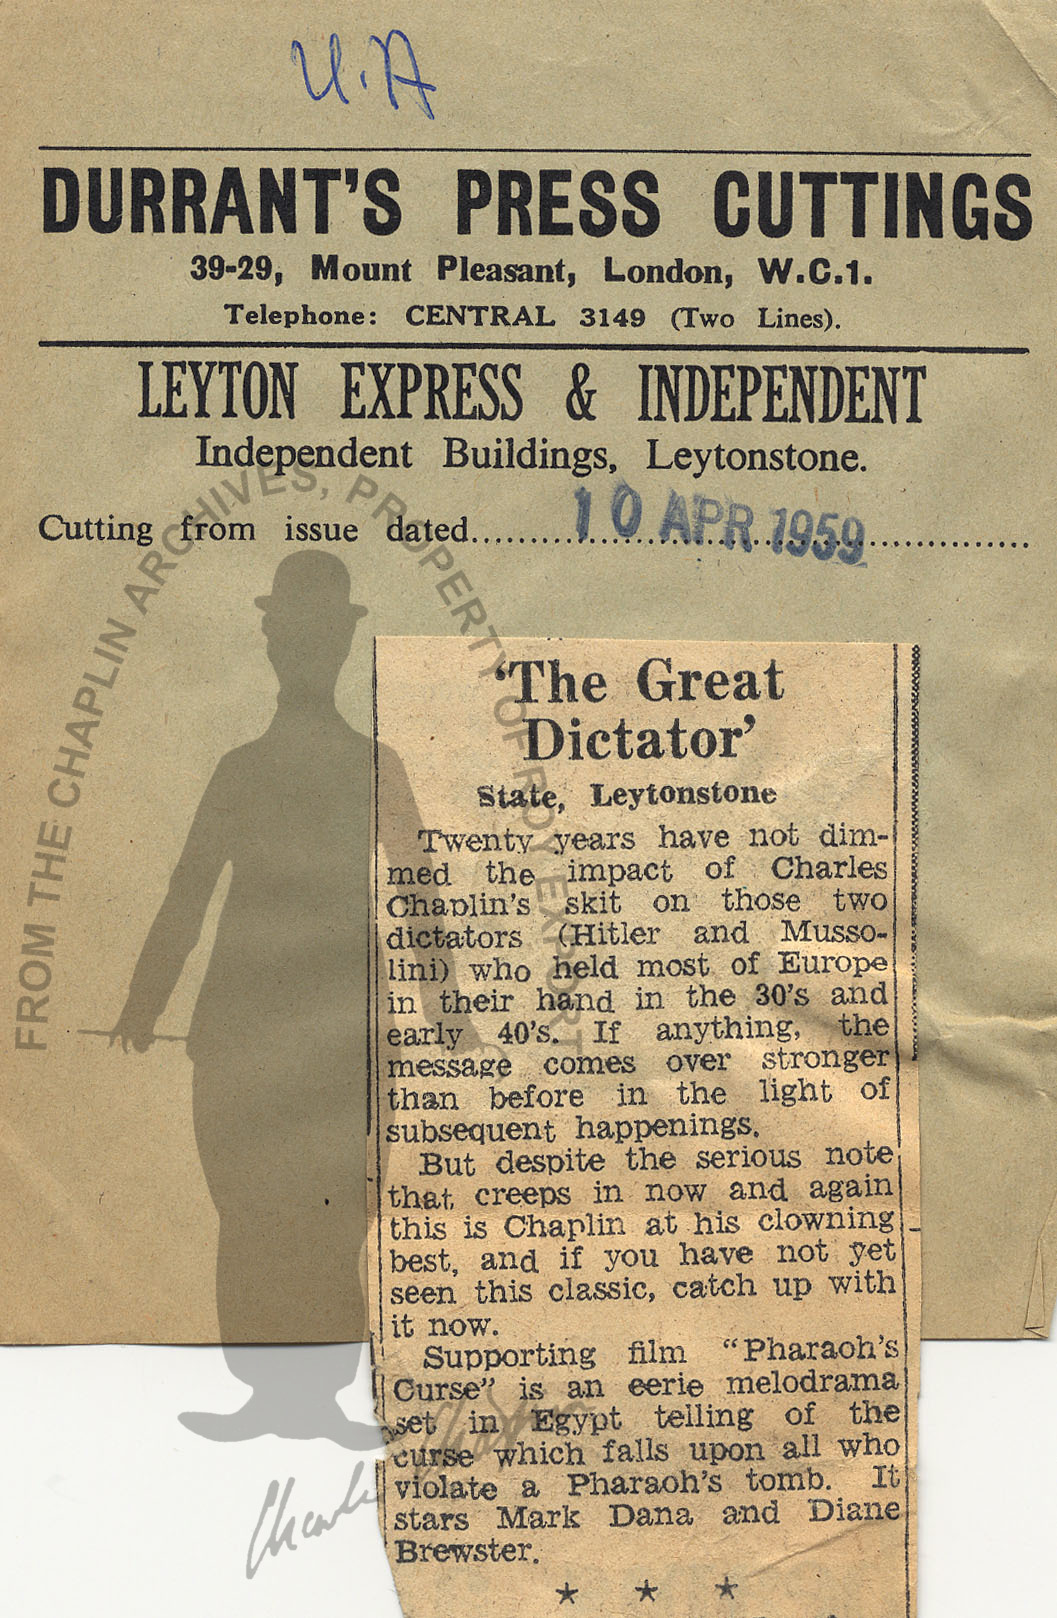 U.A
DURRANT'S PRESS CUTTINGS
39-29, Mount Pleasant, London, W.C.1.
Telephone: CENTRAL 3149 (Two Lines).
LEYTON EXPRESS & INDEPENDENT
Independent Buildings, Leytonstone.
Cutting from issue dated 10 APR 1959
FROM THE CHAPLIN ARCHIVES, PROPERTY OF ROY EXPORT
'The Great
Dictator'
State, Leytonstone
Twenty years have not dim-
med the impact of Charles
Chaplin's skit on those two
dictators (Hitler and Musso-
lini) who held most of Europe
in their hand in the 30's and
early 40's. If anything, the
message comes over stronger
than before in the light of
subsequent happenings.
But despite the serious note
that creeps in now and again
this is Chaplin at his clowning
best, and if you have not yet
seen this classic, catch up with
it now.
Supporting film "Pharaoh's
Curse" is an eerie melodrama
set in Egypt telling of the
curse which falls upon all who
violate a Pharaoh's tomb. It
stars Mark Dana and Diane
Brewster.